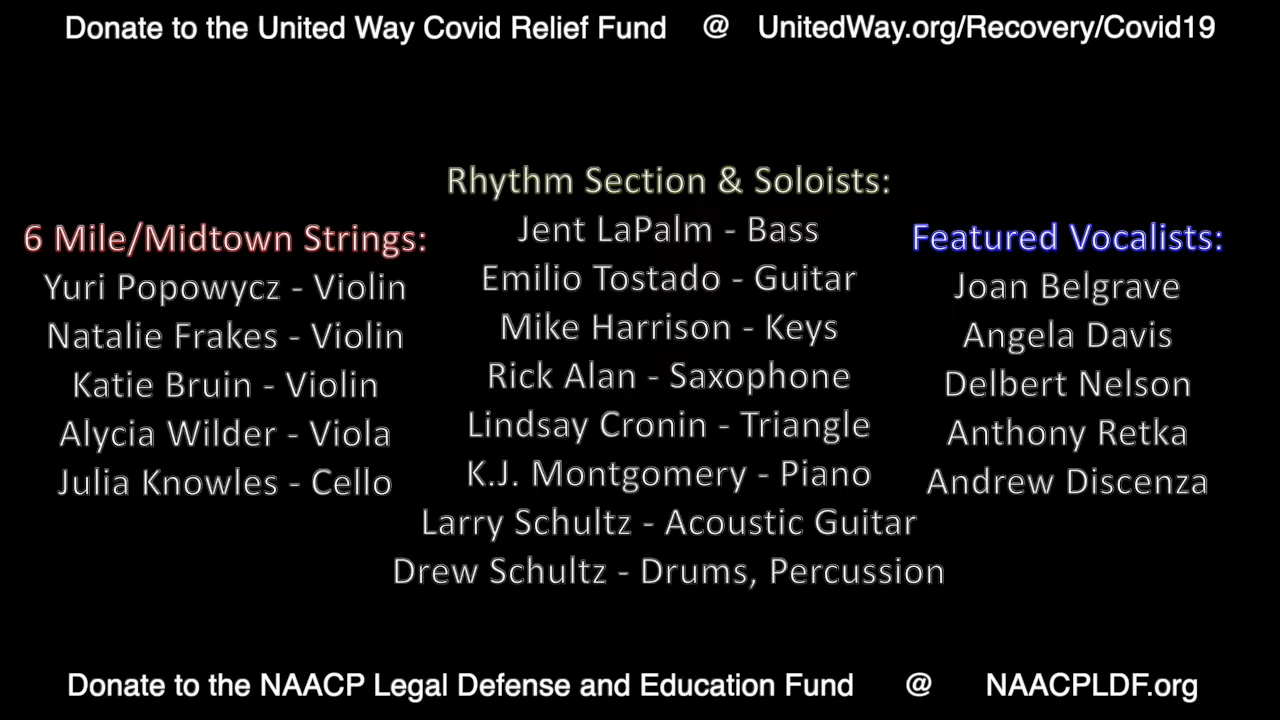 Donate to the United Way Covid Relief Fund @ UnitedWay.org/Recovery/Covid19
6 Mile/Midtown Strings:
Yuri Popowycz - Violin
Natalie Frakes - Violin
Katie Bruin - Violin
Alycia Wilder - Viola
Julia Knowles - Cello
Rhythm Section & Soloists:
Jent LaPalm - Bass
Emilio Tostado - Guitar
Mike Harrison - Keys
Rick Alan - Saxophone
Lindsay Cronin - Triangle
K.J. Montgomery - Piano
Larry Schultz - Acoustic Guitar
Drew Schultz - Drums, Percussion
Featured Vocalists:
Joan Belgrave
Angela Davis
Delbert Nelson
Anthony Retka
Andrew Discenza
Donate to the NAACP Legal Defense and Education Fund @ NAACPLDF.org